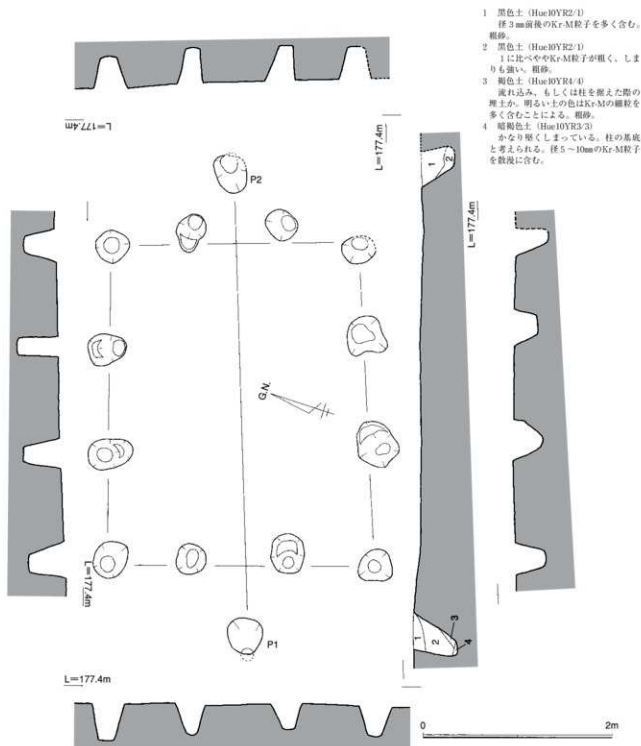 1 黒色土（Hue10YR2/1）
径3㎜前後のKr-M粒子を多く含む。
粗砂。
2 黒色土（Hue10YR2/1）
1に比べややKr-M粒子が粗く、しま
りも強い。粗砂。
3 褐色土（Hue10YR4/4）
流れ込み、もしくは柱を据えた際の
埋土か。明るい土の色はKr-Mの細粒を
多く含むことによる。粗砂。
4 暗褐色土（Hue10YR3/3）
かなり堅くしまっている。柱の基底
と考えられる。径5～10㎜のKr-M粒子
を散漫に含む。
L=177.4m
L=177.4m
L=177.4m
P2
1
2
G.N.
L=177.4m
P1
1
2
3
4
L=177.4m
0
2m